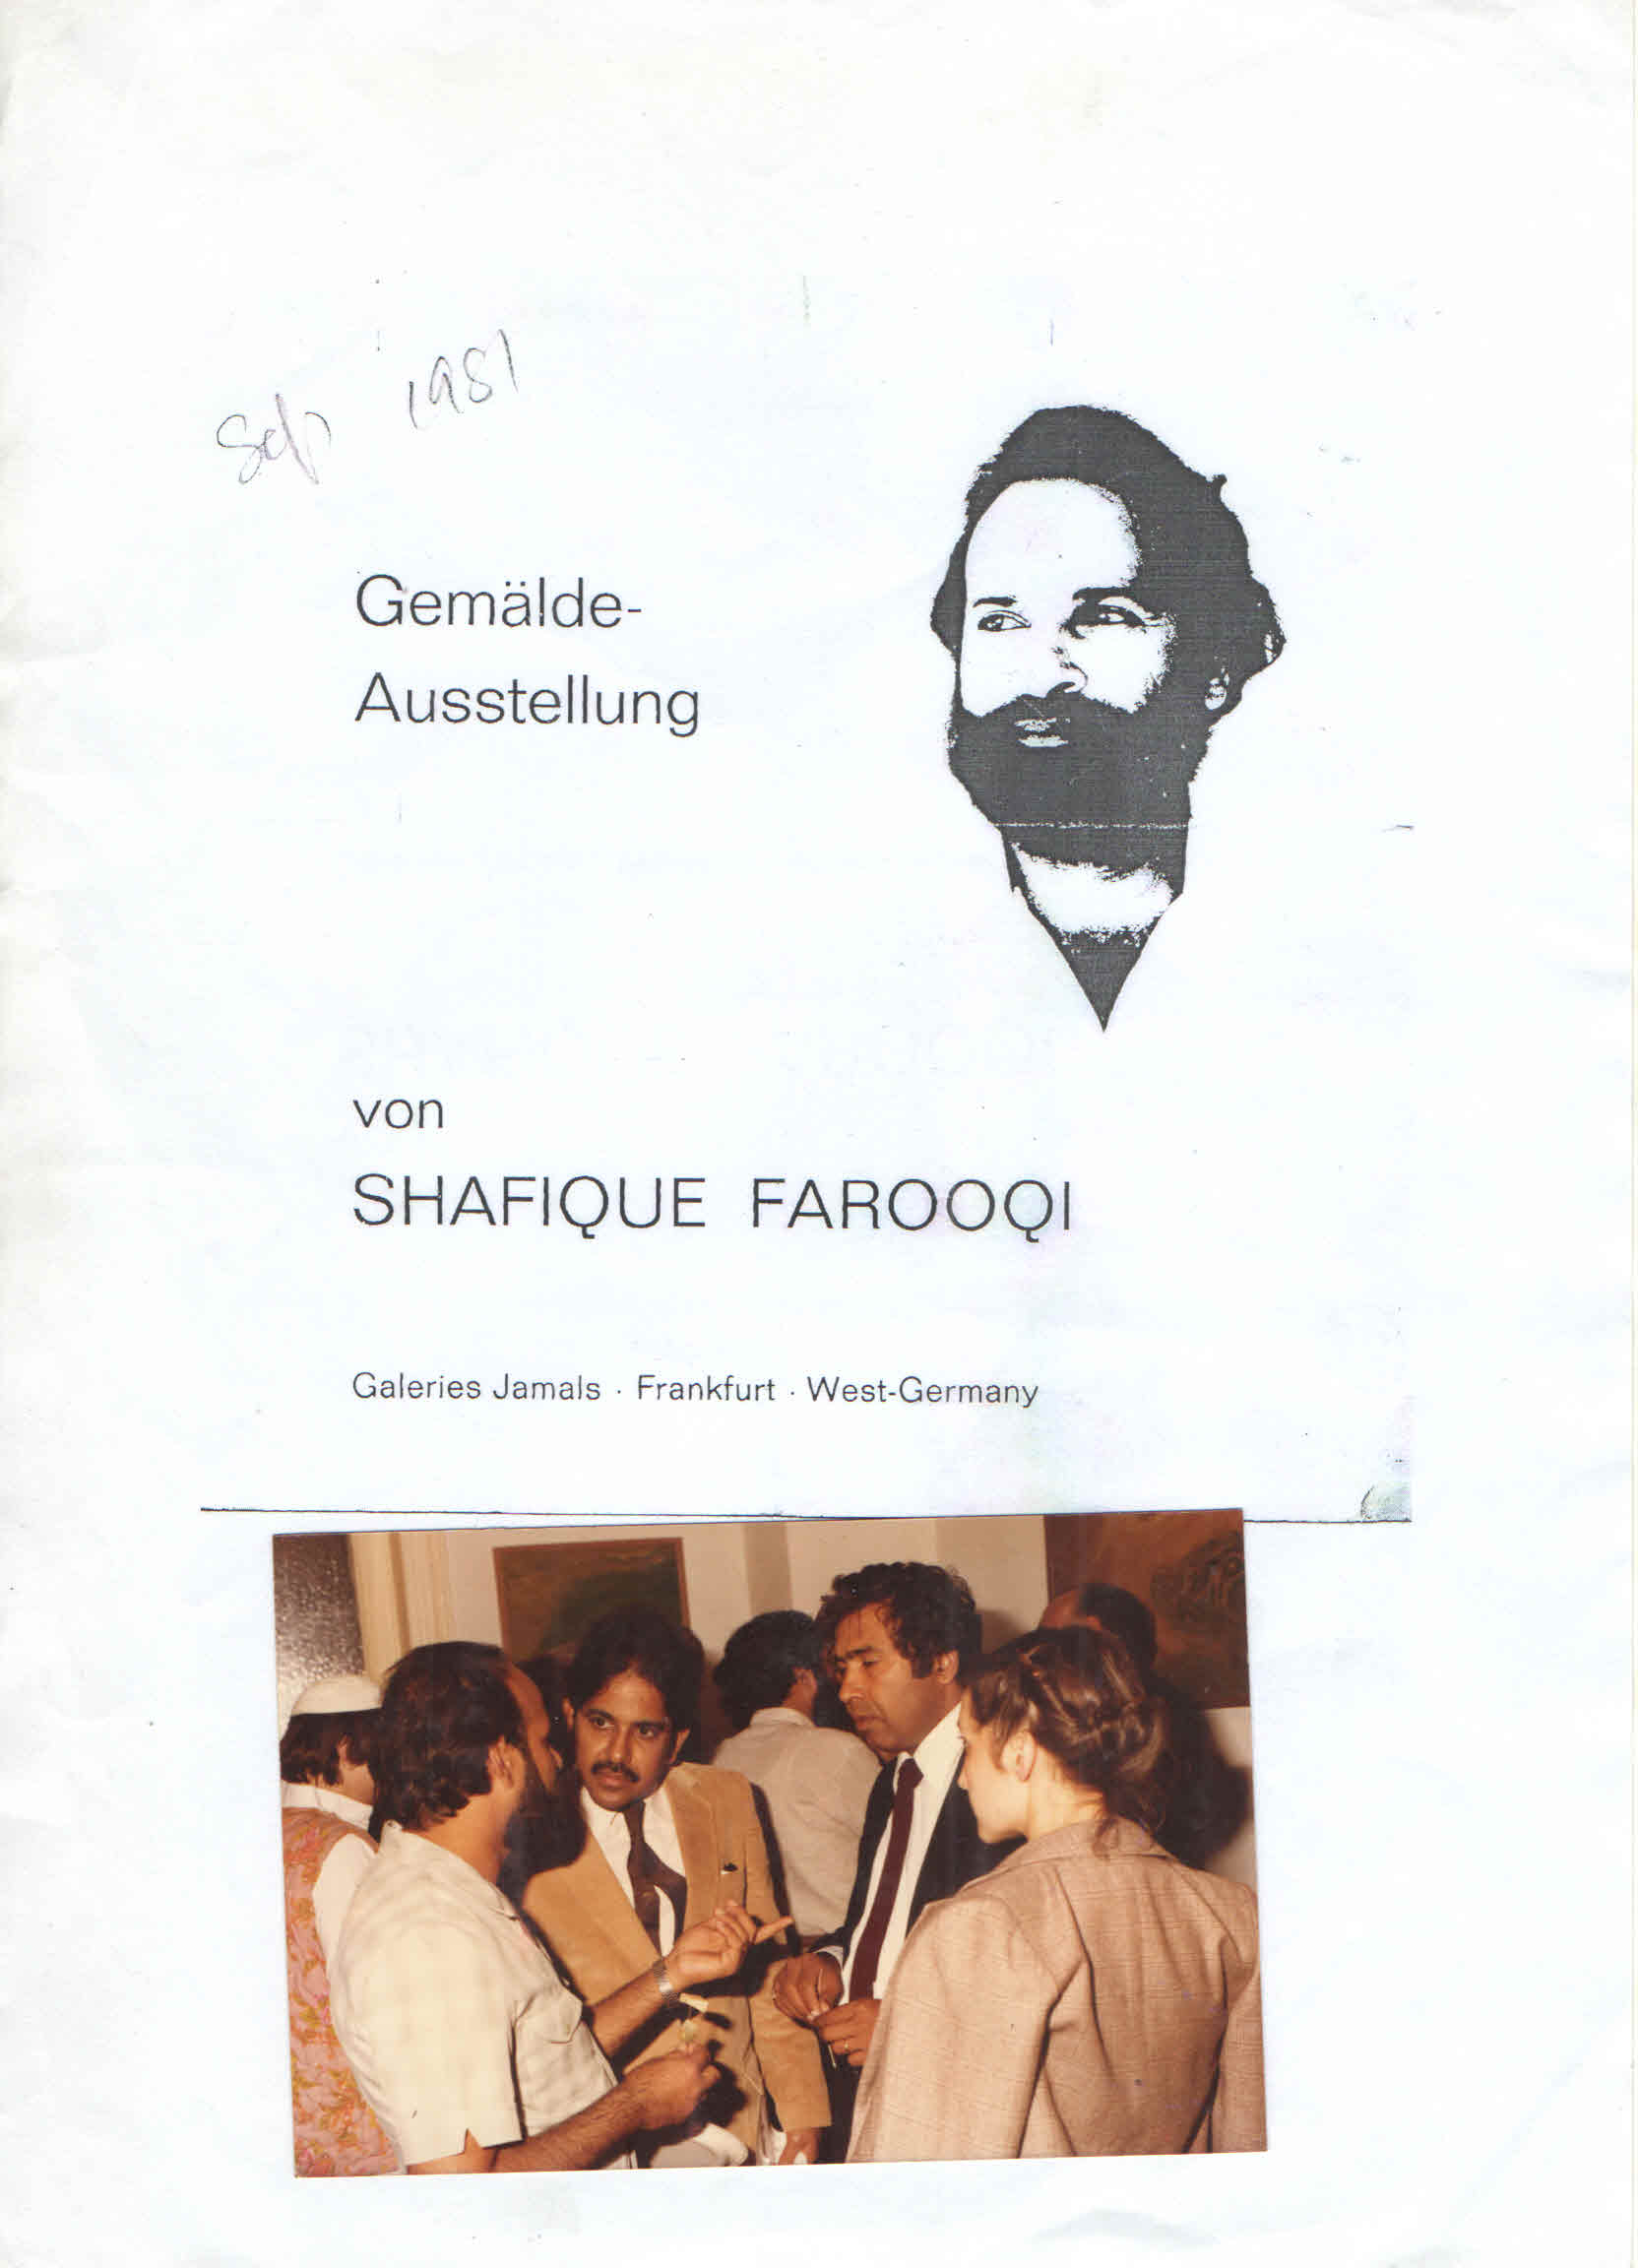 Sep 1981
Gemälde-
Ausstellung
von
SHAFIQUE FAROOQI
Galeries Jamals · Frankfurt · West-Germany